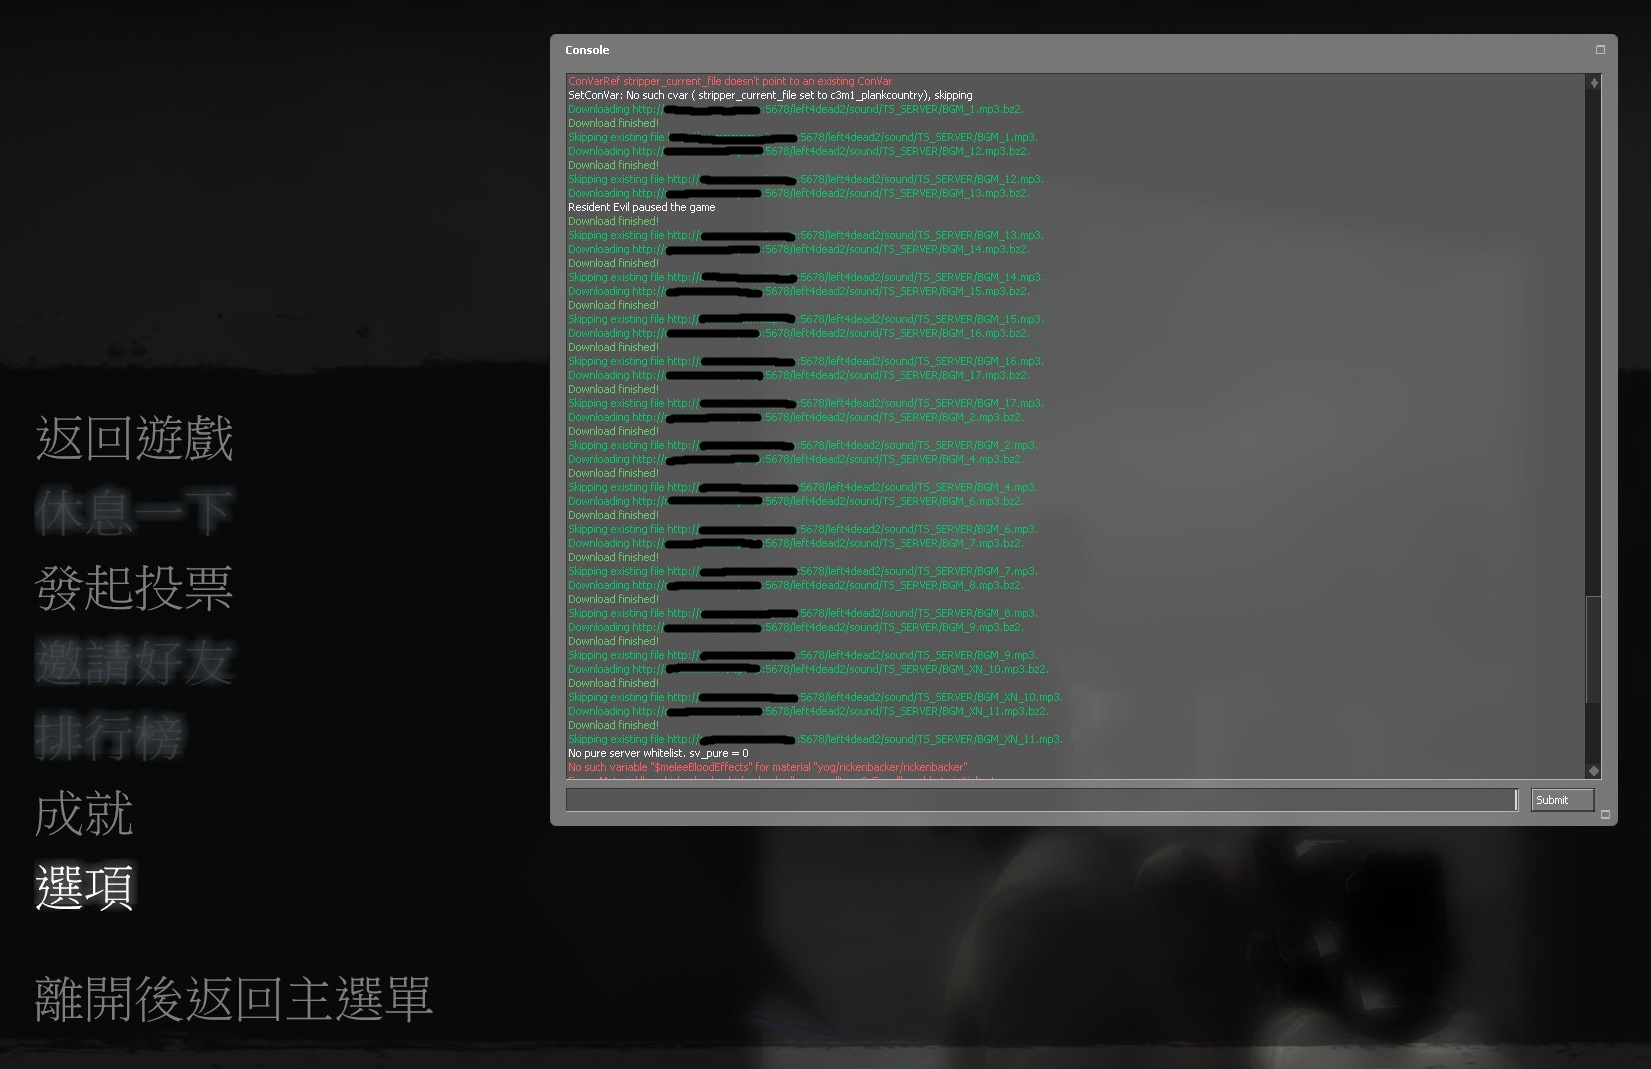 Console
ConVarRef stripper_current_file doesn't point to an existing ConVar
SetConVar: No such cvar ( stripper_current_file set to c3m1_plankcountry), skipping
Downloading http:// :5678/left4dead2/sound/TS_SERVER/BGM_1.mp3.bz2.
Download finished!
Skipping existing file :5678/left4dead2/sound/TS_SERVER/BGM_1.mp3.
Downloading http:// :5678/left4dead2/sound/TS_SERVER/BGM_12.mp3.bz2.
Download finished!
Skipping existing file http:// :5678/left4dead2/sound/TS_SERVER/BGM_12.mp3.
Downloading http:// :5678/left4dead2/sound/TS_SERVER/BGM_13.mp3.bz2.
Resident Evil paused the game
Download finished!
Skipping existing file http:// :5678/left4dead2/sound/TS_SERVER/BGM_13.mp3.
Downloading http:// :5678/left4dead2/sound/TS_SERVER/BGM_14.mp3.bz2.
Download finished!
Skipping existing file http:// :5678/left4dead2/sound/TS_SERVER/BGM_14.mp3.
Downloading http:// :5678/left4dead2/sound/TS_SERVER/BGM_15.mp3.bz2.
Download finished!
Skipping existing file http:// :5678/left4dead2/sound/TS_SERVER/BGM_15.mp3.
Downloading http:// :5678/left4dead2/sound/TS_SERVER/BGM_16.mp3.bz2.
Download finished!
Skipping existing file http:// :5678/left4dead2/sound/TS_SERVER/BGM_16.mp3.
Downloading http:// :5678/left4dead2/sound/TS_SERVER/BGM_17.mp3.bz2.
Download finished!
Skipping existing file http:// :5678/left4dead2/sound/TS_SERVER/BGM_17.mp3.
Downloading http:// :5678/left4dead2/sound/TS_SERVER/BGM_2.mp3.bz2.
Download finished!
Skipping existing file http:// :5678/left4dead2/sound/TS_SERVER/BGM_2.mp3.
Downloading http:// :5678/left4dead2/sound/TS_SERVER/BGM_4.mp3.bz2.
Download finished!
Skipping existing file http:// :5678/left4dead2/sound/TS_SERVER/BGM_4.mp3.
Downloading http:// :5678/left4dead2/sound/TS_SERVER/BGM_6.mp3.bz2.
Download finished!
Skipping existing file http:// :5678/left4dead2/sound/TS_SERVER/BGM_6.mp3.
Downloading http:// :5678/left4dead2/sound/TS_SERVER/BGM_7.mp3.bz2.
Download finished!
Skipping existing file http:// :5678/left4dead2/sound/TS_SERVER/BGM_7.mp3.
Downloading http:// :5678/left4dead2/sound/TS_SERVER/BGM_8.mp3.bz2.
Download finished!
Skipping existing file http:// :5678/left4dead2/sound/TS_SERVER/BGM_8.mp3.
Downloading http:// :5678/left4dead2/sound/TS_SERVER/BGM_9.mp3.bz2.
Download finished!
Skipping existing file http:// :5678/left4dead2/sound/TS_SERVER/BGM_9.mp3.
Downloading http:// :5678/left4dead2/sound/TS_SERVER/BGM_XN_10.mp3.bz2.
Download finished!
Skipping existing file http:// :5678/left4dead2/sound/TS_SERVER/BGM_XN_10.mp3.
Downloading http:// :5678/left4dead2/sound/TS_SERVER/BGM_XN_11.mp3.bz2.
Download finished!
Skipping existing file http:// :5678/left4dead2/sound/TS_SERVER/BGM_XN_11.mp3.
No pure server whitelist. sv_pure = 0
No such variable "$meleeBloodEffects" for material "yog/rickenbacker/rickenbacker"
Submit
返回遊戲
休息一下
發起投票
邀請好友
排行榜
成就
選項
離開後返回主選單